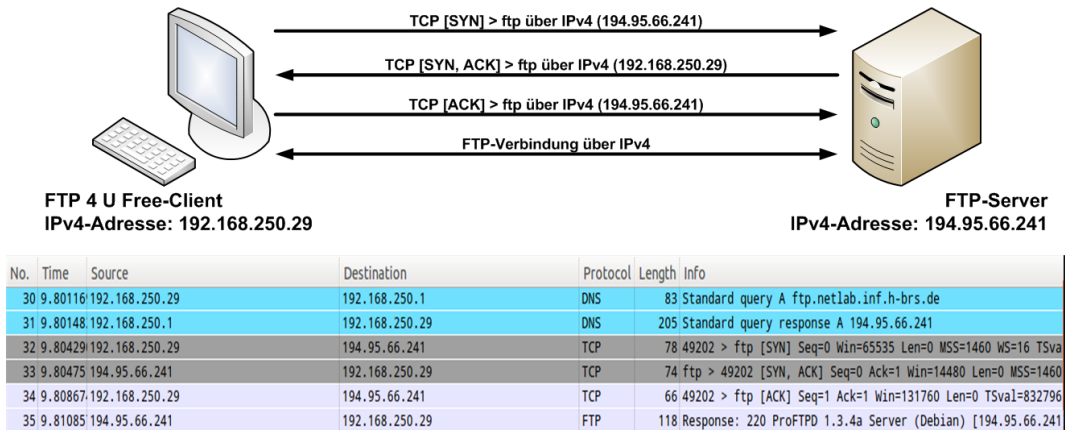 TCP [SYN] > ftp über IPv4 (194.95.66.241)
TCP [SYN, ACK] > ftp über IPv4 (192.168.250.29)
TCP [ACK] > ftp über IPv4 (194.95.66.241)
FTP-Verbindung über IPv4
FTP 4 U Free-Client
IPv4-Adresse: 192.168.250.29
FTP-Server
IPv4-Adresse: 194.95.66.241
No. Time Source Destination Protocol Length Info
30 9.80116 192.168.250.29 192.168.250.1 DNS 83 Standard query A ftp.netlab.inf.h-brs.de
31 9.80148 192.168.250.1 192.168.250.29 DNS 205 Standard query response A 194.95.66.241
32 9.80429 192.168.250.29 194.95.66.241 TCP 78 49202 > ftp [SYN] Seq=0 Win=65535 Len=0 MSS=1460 WS=16 TSva
33 9.80475 194.95.66.241 192.168.250.29 TCP 74 ftp > 49202 [SYN, ACK] Seq=0 Ack=1 Win=14480 Len=0 MSS=1460
34 9.80867 192.168.250.29 194.95.66.241 TCP 66 49202 > ftp [ACK] Seq=1 Ack=1 Win=131760 Len=0 TSval=832796
35 9.81085 194.95.66.241 192.168.250.29 FTP 118 Response: 220 ProFTPD 1.3.4a Server (Debian) [194.95.66.241